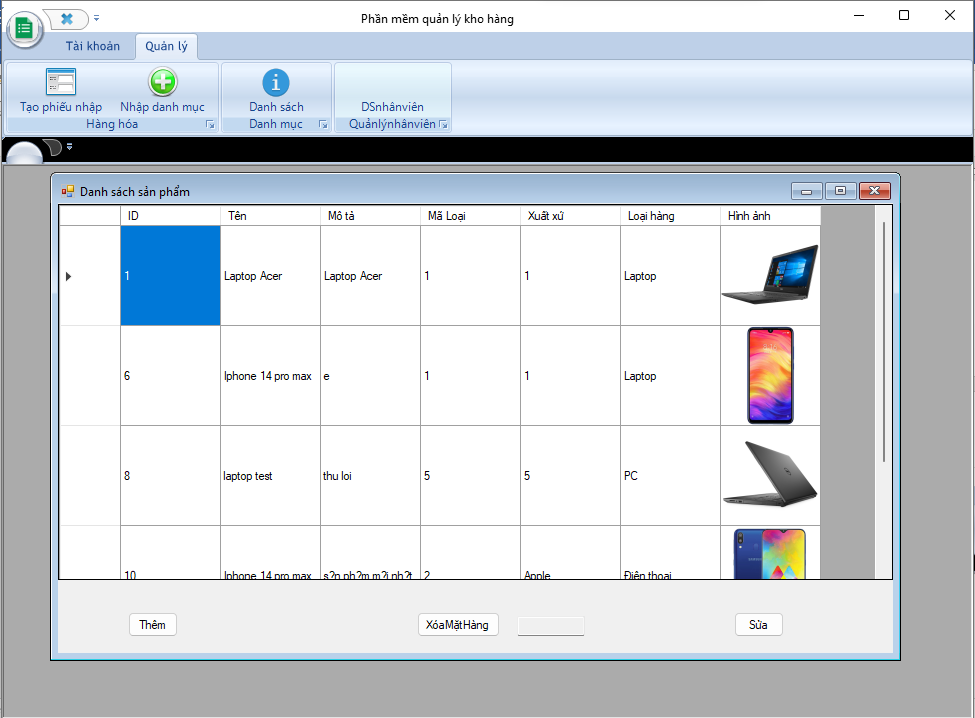 Phần mềm quản lý kho hàng
Tài khoản Quản lý
Tạo phiếu nhập Nhập danh mục Danh sách DSnhânviên
Hàng hóa Danh mục Quảnlýnhânviên
Danh sách sản phẩm
ID Tên Mô tả Mã Loại Xuất xứ Loại hàng Hình ảnh
1 Laptop Acer Laptop Acer 1 1 Laptop
6 Iphone 14 pro max e 1 1 Laptop
8 laptop test thu loi 5 5 PC
10 Iphone 14 pro max s?n ph?m m?i nh?t 2 Apple Điện thoại
Thêm XóaMặtHàng Sửa